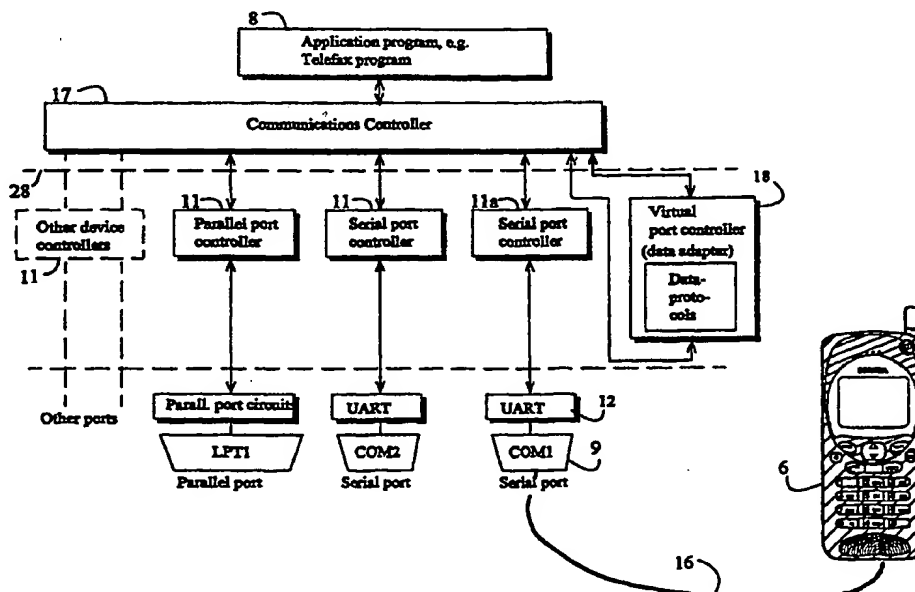 8
Application program, e.g.
Telefax program
17
Communications Controller
28
18
11
11
11a
Other device
controllers
Parallel port
controller
Serial port
controller
Serial port
controller
Virtual
port controller
(data adapter)
11
Data-
proto-
cols
Other ports
Parall. port circuits
UART
UART
12
LPT1
COM2
COM1
9
Parallel port
Serial port
Serial port
6
16